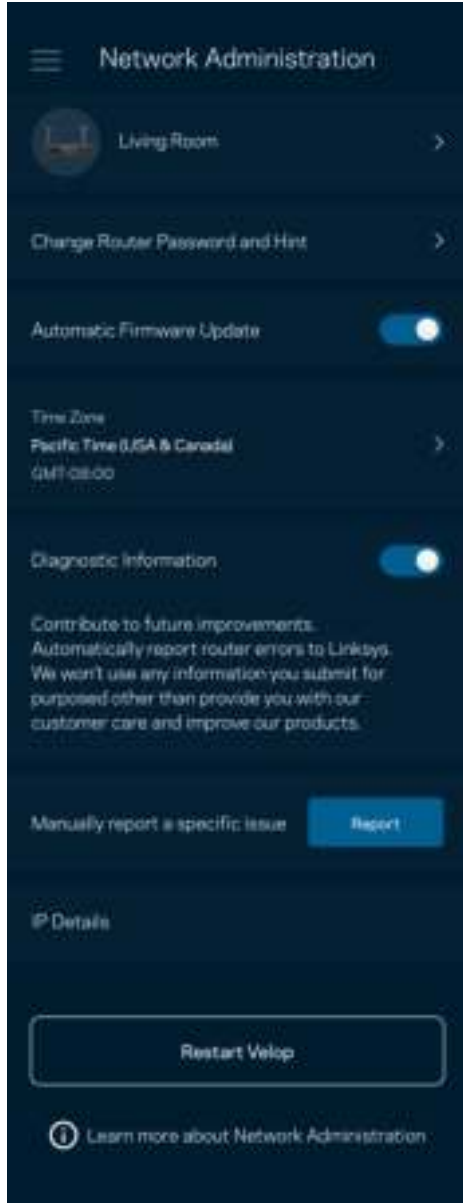 Network Administration
Living Room
Change Router Password and Hint
Automatic Firmware Update
Time Zone
Pacific Time (USA & Canada)
GMT-08:00
Diagnostic Information
Contribute to future improvements.
Automatically report router errors to Linksys.
We won't use any information you submit for
purposed other than provide you with our
customer care and improve our products.
Manually report a specific issue
Report
IP Details
Restart Velop
Learn more about Network Administration